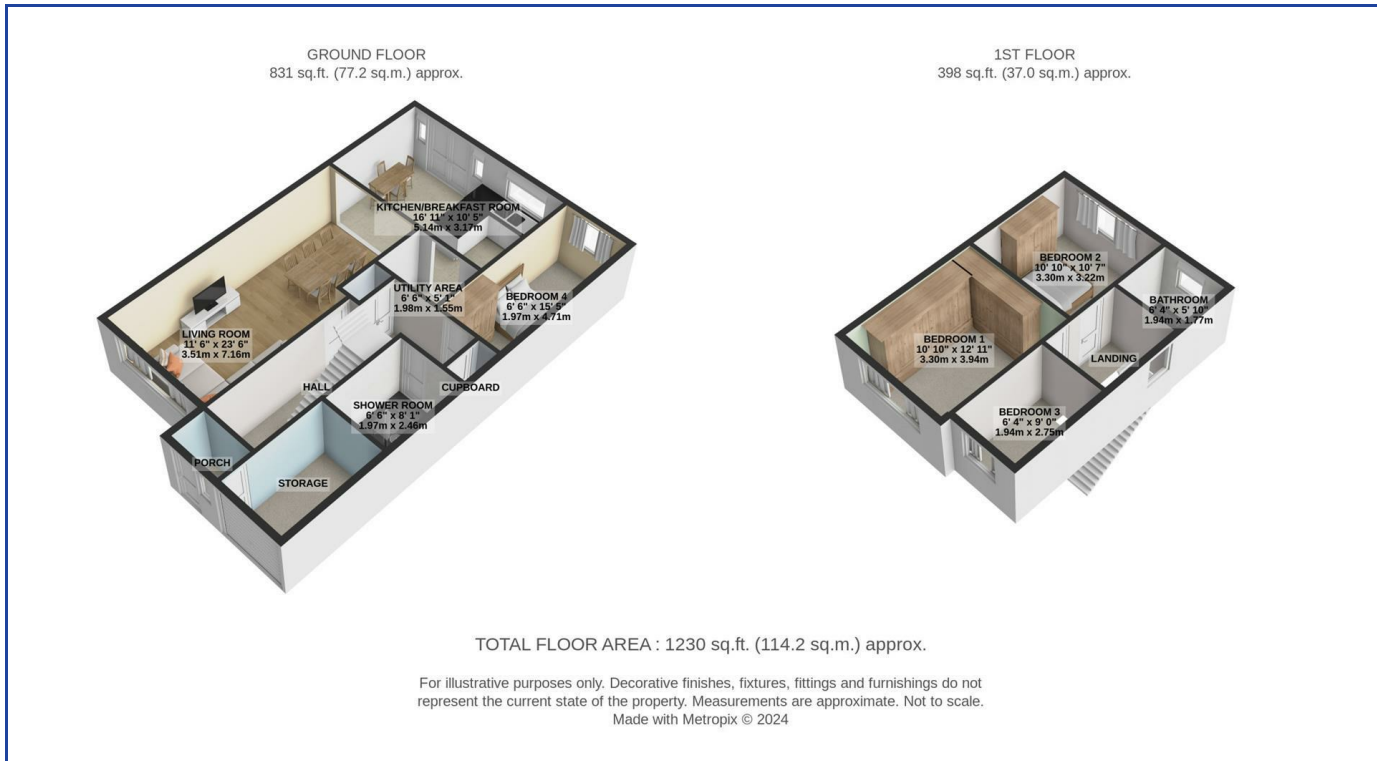 GROUND FLOOR
831 sq.ft. (77.2 sq.m.) approx.
KITCHEN/BREAKFAST ROOM
16' 11" x 10' 5"
5.14m x 3.17m
UTILITY AREA
6' 6" x 5' 1"
1.98m x 1.55m
BEDROOM 4
6' 6" x 15' 5"
1.97m x 4.71m
LIVING ROOM
11' 6" x 23' 6"
3.51m x 7.16m
HALL
CUPBOARD
SHOWER ROOM
6' 6" x 8' 1"
1.97m x 2.46m
PORCH
STORAGE
1ST FLOOR
398 sq.ft. (37.0 sq.m.) approx.
BEDROOM 2
10' 10" x 10' 7"
3.30m x 3.22m
BATHROOM
6' 4" x 5' 10"
1.94m x 1.77m
BEDROOM 1
10' 10" x 12' 11"
3.30m x 3.94m
LANDING
BEDROOM 3
6' 4" x 9' 0"
1.94m x 2.75m
TOTAL FLOOR AREA : 1230 sq.ft. (114.2 sq.m.) approx.
For illustrative purposes only. Decorative finishes, fixtures, fittings and furnishings do not
represent the current state of the property. Measurements are approximate. Not to scale.
Made with Metropix © 2024